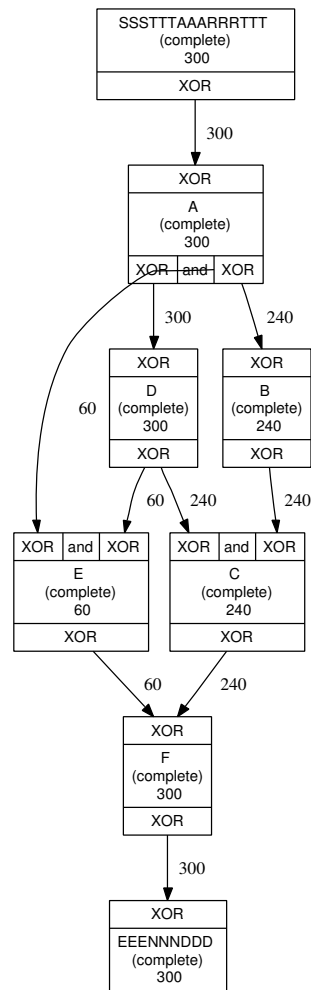 SSSTTTAAARRRTTT
(complete)
300
XOR
300
XOR
A
(complete)
300
XOR and XOR
300
240
XOR
D
(complete)
300
XOR
XOR
B
(complete)
240
XOR
60
60
240
240
XOR and XOR
E
(complete)
60
XOR
XOR and XOR
C
(complete)
240
XOR
60
240
XOR
F
(complete)
300
XOR
300
XOR
EEENNNDDD
(complete)
300